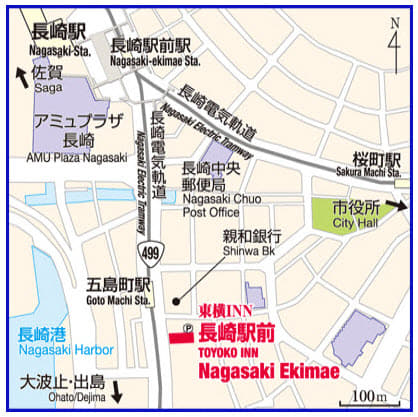 長崎駅
Nagasaki-Sta.
長崎駅前駅
Nagasaki-ekimae Sta.
N
佐賀
Saga
アミュプラザ
長崎
AMU Plaza Nagasaki
長崎電気軌道
Nagasaki Electric Tramway
長崎電気軌道
Nagasaki Electric Tramway
桜町駅
Sakura Machi Sta.
長崎中央
郵便局
Nagasaki Chuo
Post Office
市役所
City Hall
親和銀行
Shinwa Bk
499
五島町駅
Goto Machi Sta.
長崎港
Nagasaki Harbor
P
東横INN
長崎駅前
TOYOKO INN
Nagasaki Ekimae
大波止・出島
Ohato/Dejima
100m